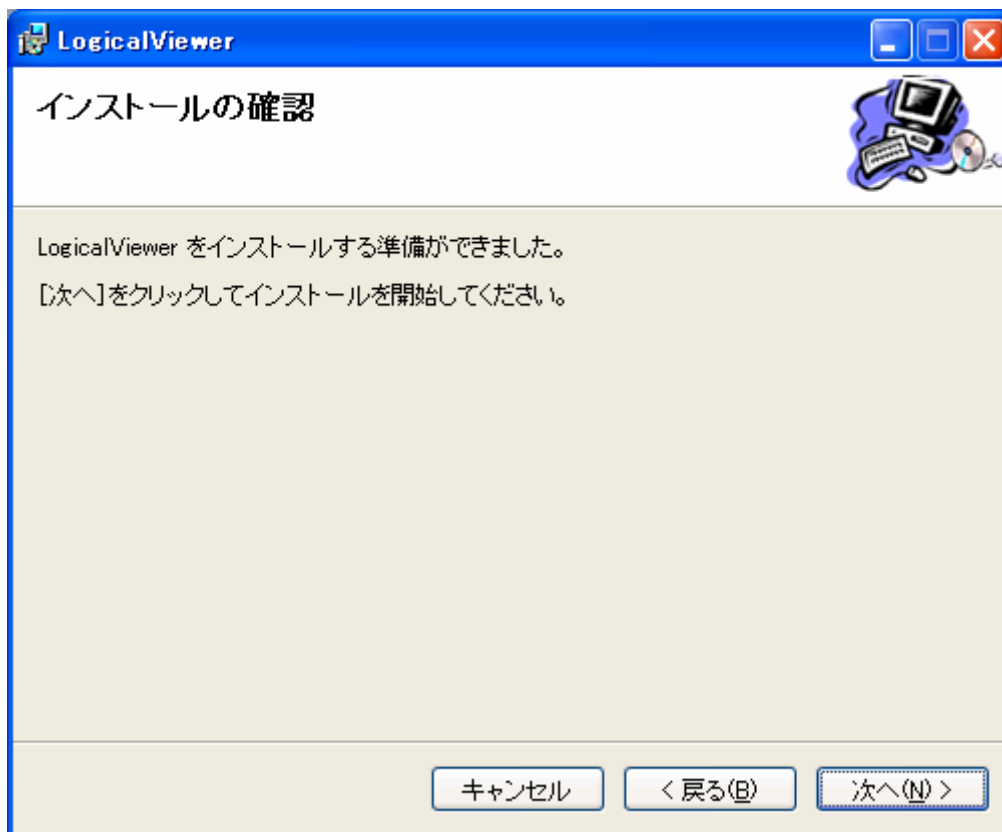 LogicalViewer
インストールの確認
LogicalViewer をインストールする準備ができました。
[次へ]をクリックしてインストールを開始してください。
キャンセル
< 戻る(B)
次へ(N) >